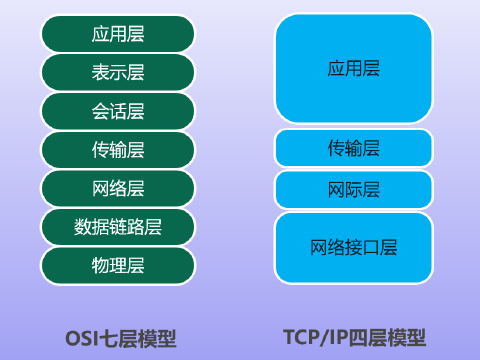 应用层
表示层
会话层
传输层
网络层
数据链路层
物理层
OSI七层模型
应用层
传输层
网际层
网络接口层
TCP/IP四层模型